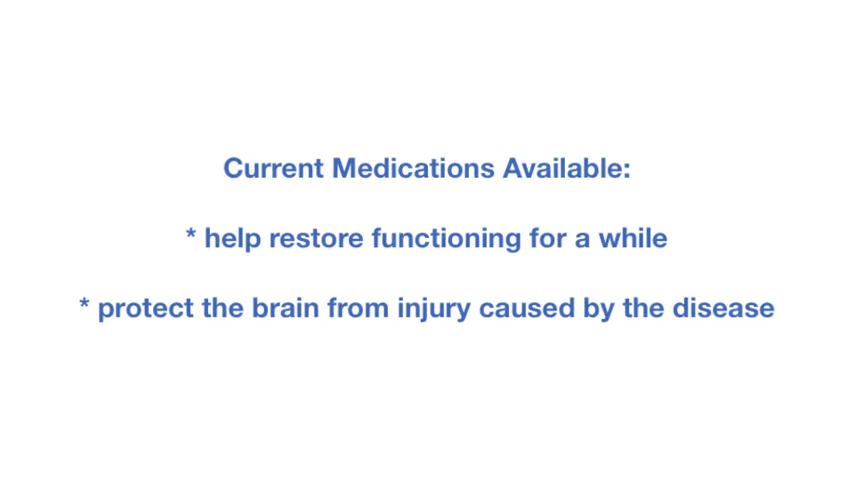 Current Medications Available:
* help restore functioning for a while
* protect the brain from injury caused by the disease